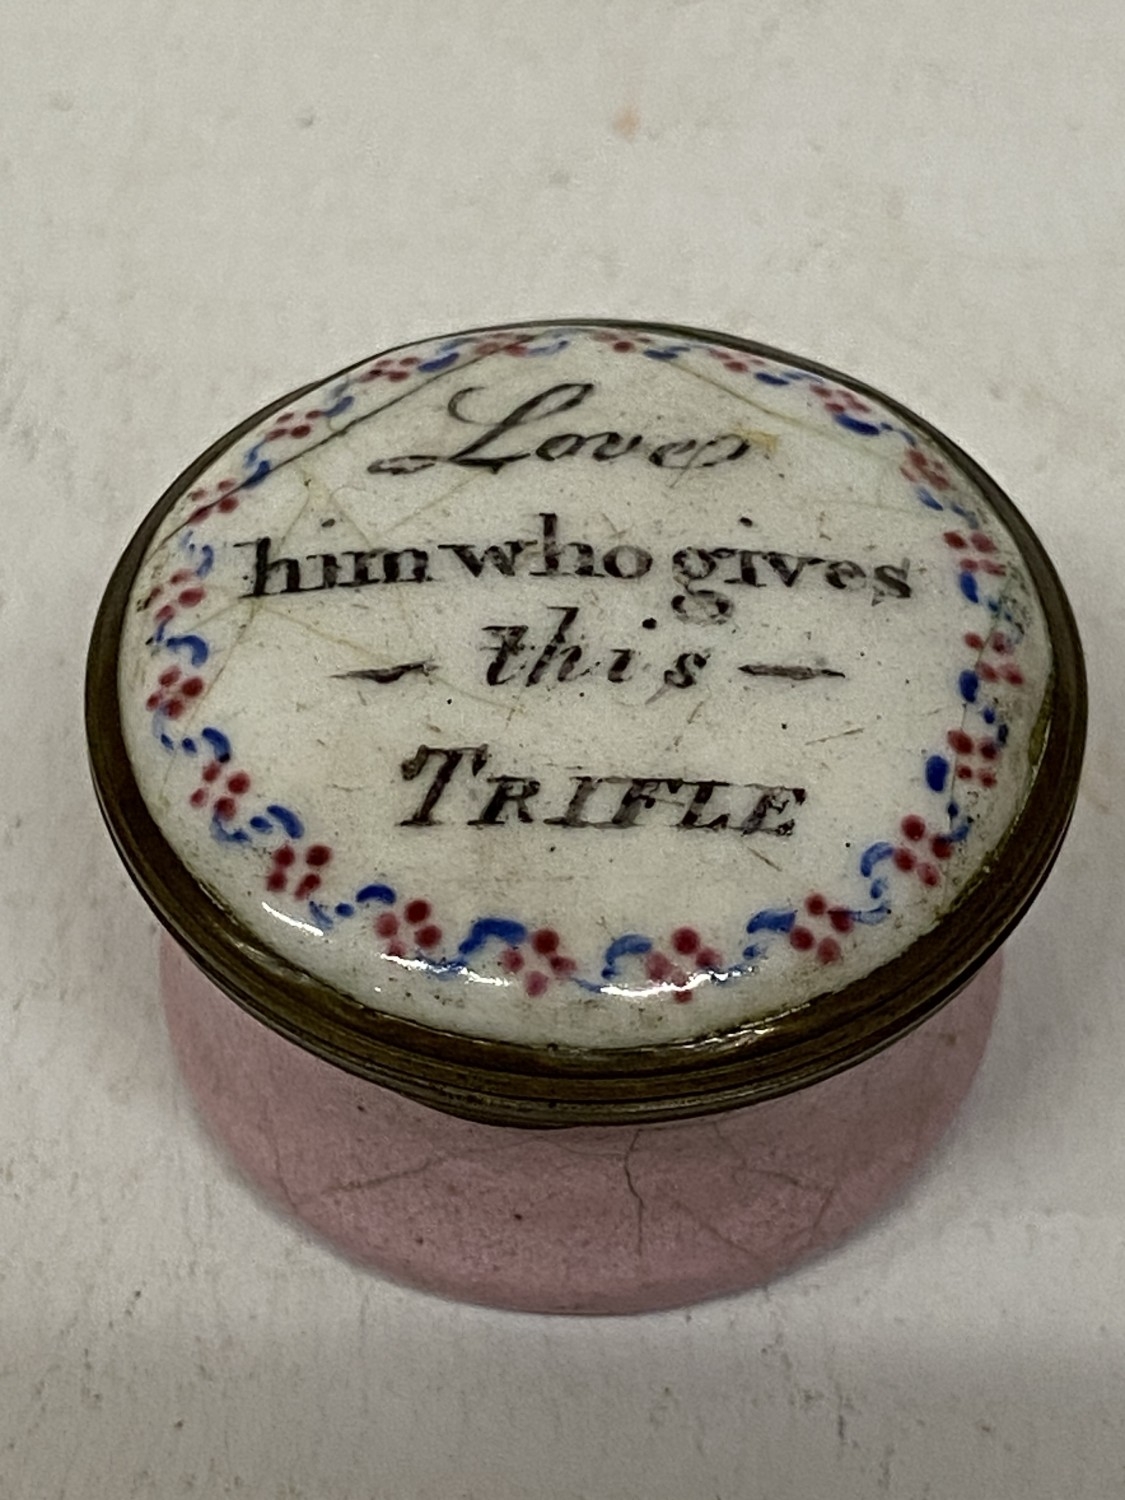 Love
him who gives
— this —
TRIFLE